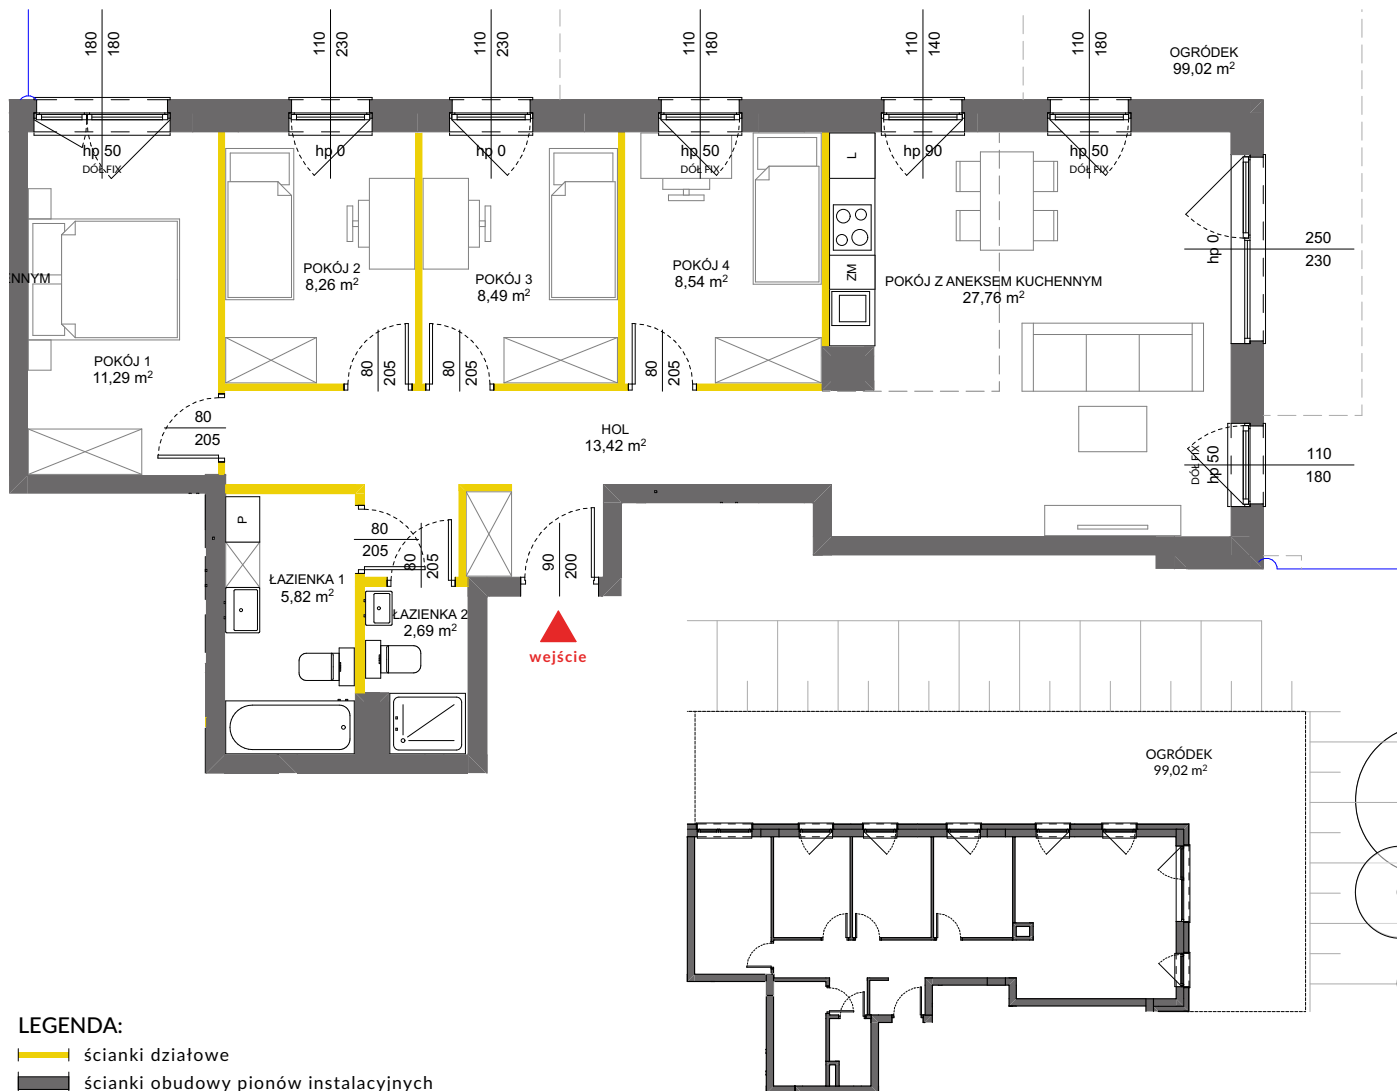 180
180
110
230
110
230
110
180
110
140
110
180
OGRÓDEK
99,02 m²
hp 50
DÓŁ FIX
hp 0
hp 0
hp 50
DÓŁ FIX
L
hp 90
hp 50
DÓŁ FIX
250
230
hp 0
ENNYM
POKÓJ 1
11,29 m²
POKÓJ 2
8,26 m²
POKÓJ 3
8,49 m²
POKÓJ 4
8,54 m²
ZM
POKÓJ Z ANEKSEM KUCHENNYM
27,76 m²
80
205
80
205
80
205
80
205
HOL
13,42 m²
DÓŁ FIX
hp 50
110
180
P
80
205
80
205
90
200
ŁAZIENKA 1
5,82 m²
ŁAZIENKA 2
2,69 m²
wejście
OGRÓDEK
99,02 m²
LEGENDA:
ścianki działowe
ścianki obudowy pionów instalacyjnych